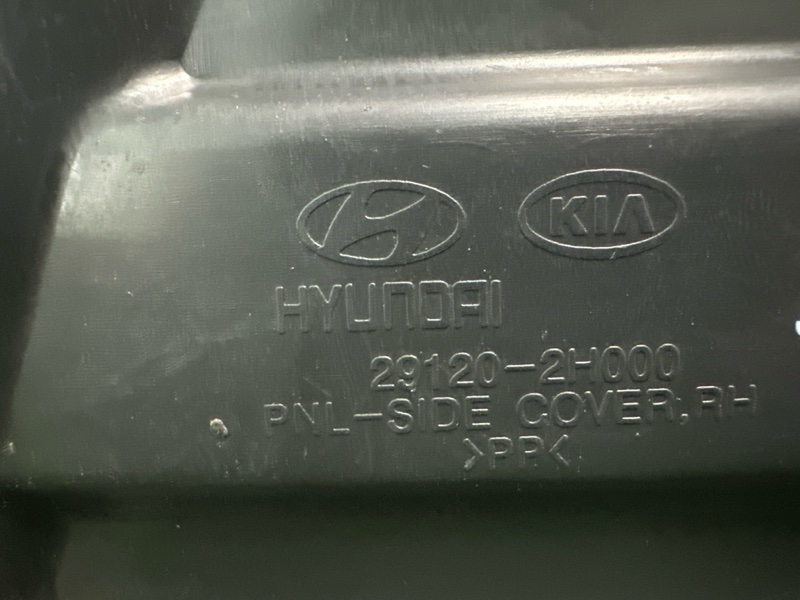 KIA
HYUNDAI
29120-2H000
PNL-SIDE COVER,RH
>PP<